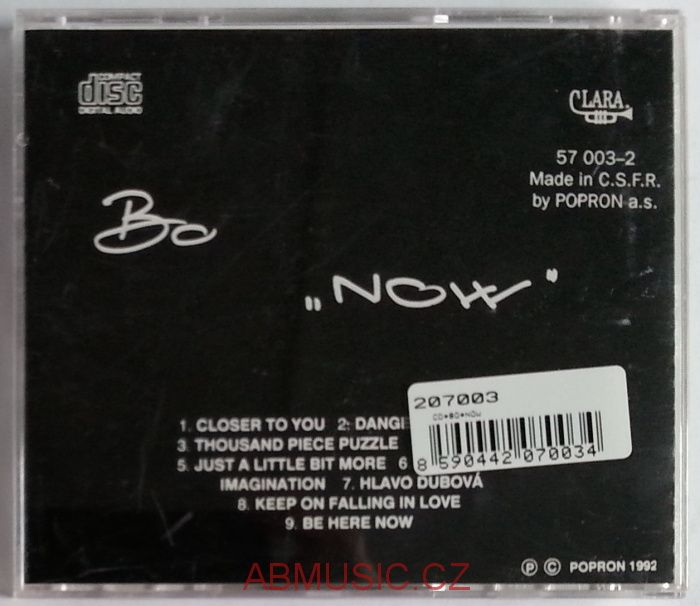 COMPACT
disc
DIGITAL AUDIO
CLARA
57 003-2
Made in C.S.F.R.
by POPRON a.s.
Bo
„NOW"
207003
CD*BO*NOW
8 590442 070034
1. CLOSER TO YOU 2. 
3. THOUSAND PIECE PUZZLE
5. JUST A LITTLE BIT MORE 6
IMAGINATION 7. HLAVO DUBOVÁ
8. KEEP ON FALLING IN LOVE
9. BE HERE NOW
P C POPRON 1992
ABMUSIC.CZ